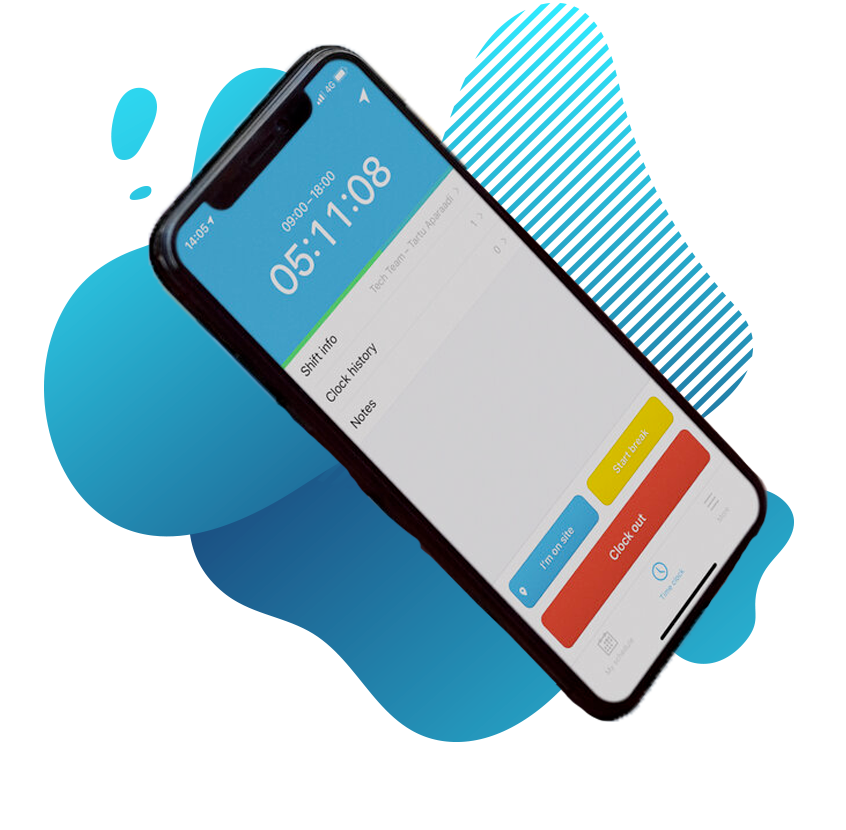 14:05 4G
09:00–18:00
05:11:08
Shift info Tech Team – Tartu Aparaadi
Clock history 1
Notes 0
I'm on site Start break
Clock out
My schedule Time clock More